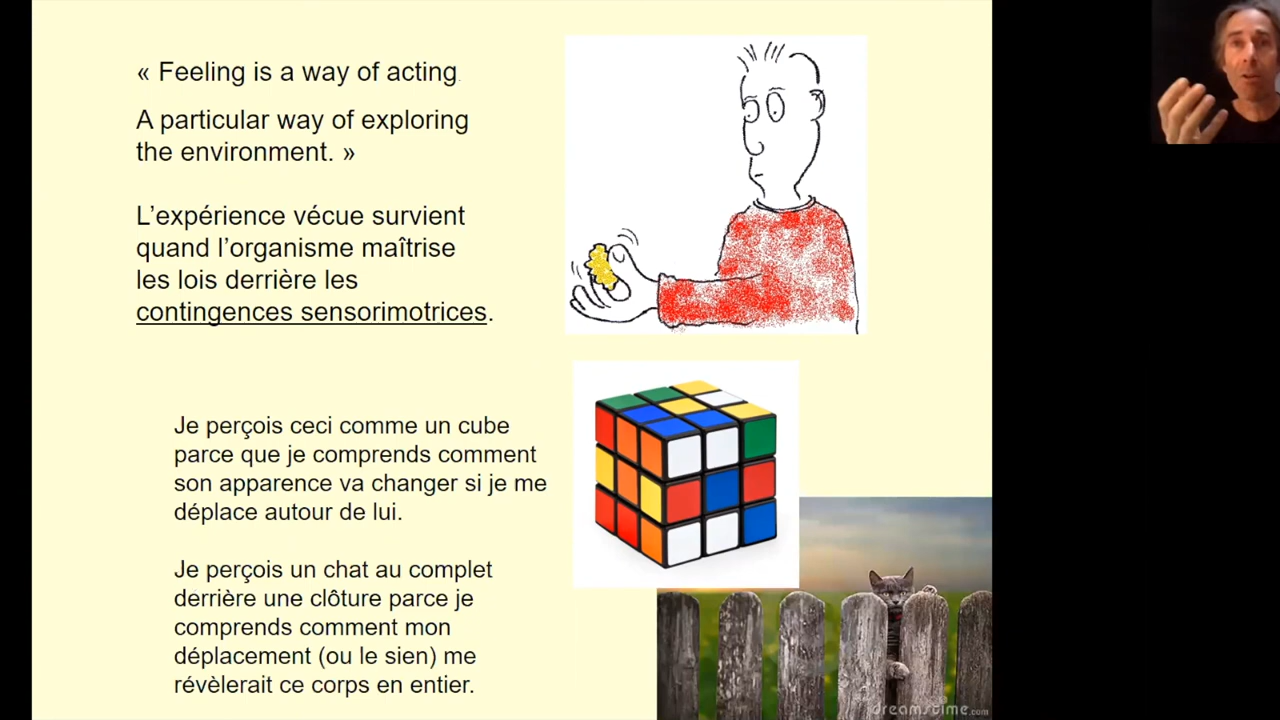 « Feeling is a way of acting
A particular way of exploring
the environment. »
L’expérience vécue survient
quand l’organisme maîtrise
les lois derrière les
contingences sensorimotrices.
Je perçois ceci comme un cube
parce que je comprends comment
son apparence va changer si je me
déplace autour de lui.
Je perçois un chat au complet
derrière une clôture parce je
comprends comment mon
déplacement (ou le sien) me
révèlerait ce corps en entier.
dreamstime.com